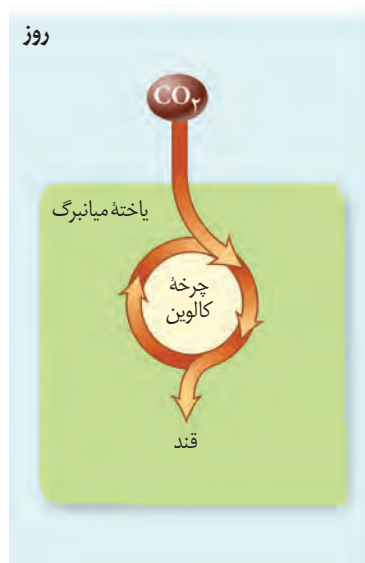 روز
CO۲
یاختهٔ میانبرگ
چرخهٔ
کالوین
قند